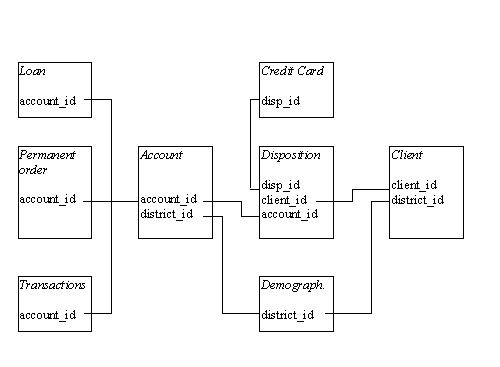 Loan
account_id
Credit Card
disp_id
Permanent
order
account_id
Account
account_id
district_id
Disposition
disp_id
client_id
account_id
Client
client_id
district_id
Transactions
account_id
Demograph.
district_id